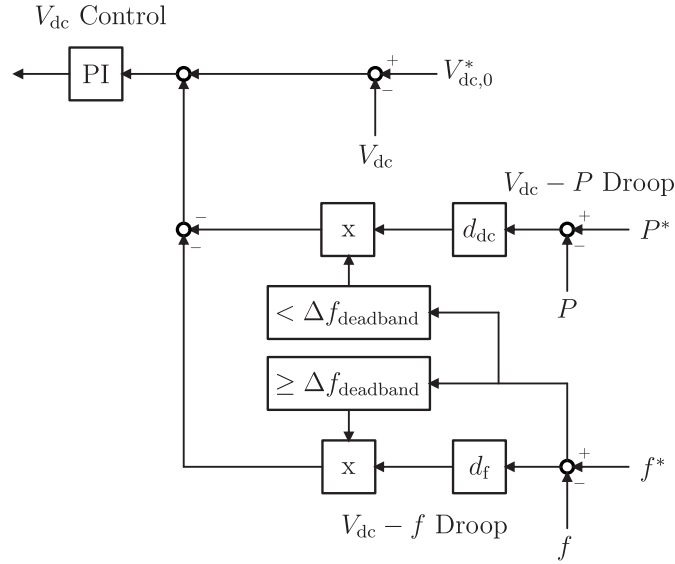 V_dc Control
PI
+
−
V*_dc,0
V_dc
V_dc − P Droop
−
−
x
d_dc
+
−
P*
P
< Δf_deadband
≥ Δf_deadband
x
d_f
+
−
f*
V_dc − f Droop
f